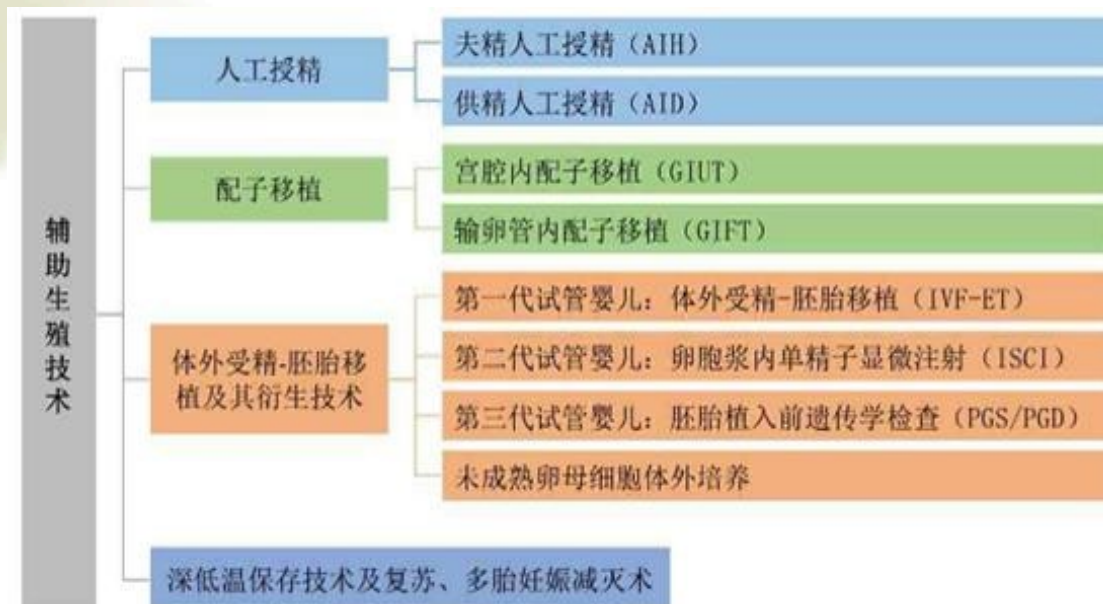 辅助生殖技术
人工授精
夫精人工授精（AIH）
供精人工授精（AID）
配子移植
宫腔内配子移植（GIUT）
输卵管内配子移植（GIFT）
体外受精-胚胎移
植及其衍生技术
第一代试管婴儿：体外受精-胚胎移植（IVF-ET）
第二代试管婴儿：卵胞浆内单精子显微注射（ISCI）
第三代试管婴儿：胚胎植入前遗传学检查（PGS/PGD）
未成熟卵母细胞体外培养
深低温保存技术及复苏、多胎妊娠减灭术